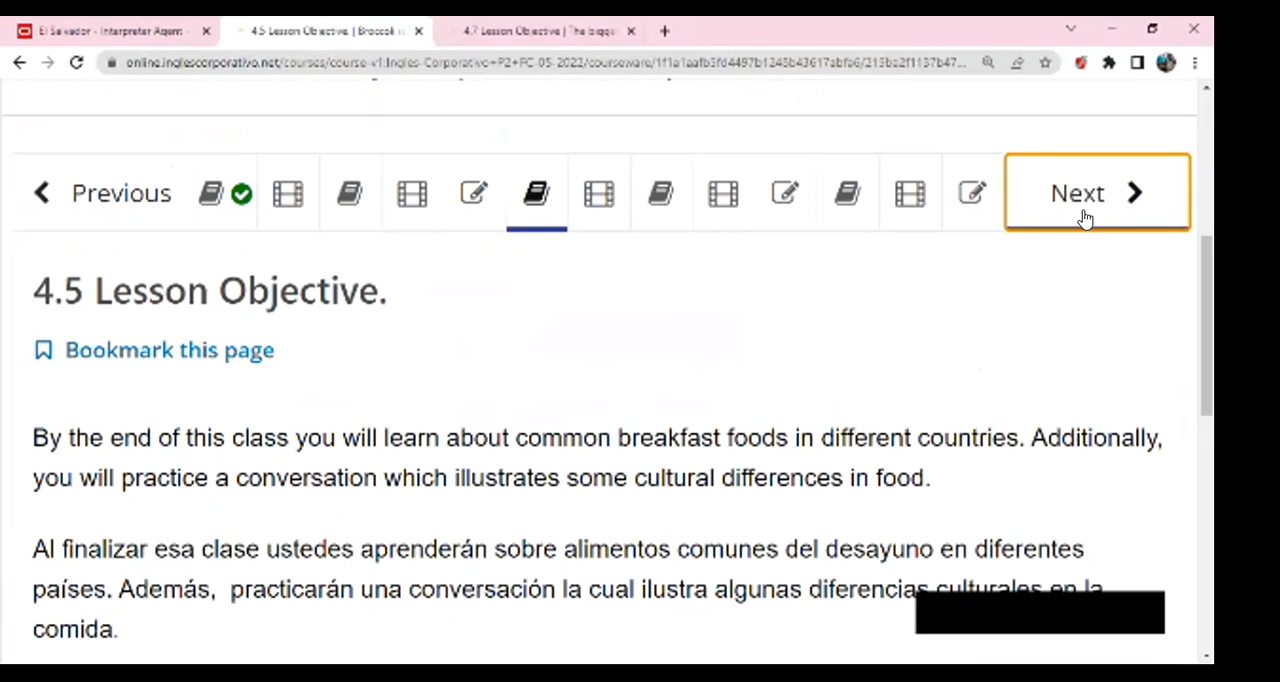 El Salvador - Interpreter Agent -
4.5 Lesson Objective. | Broccoli is
4.7 Lesson Objective | The bigge
Previous
Next
4.5 Lesson Objective.
Bookmark this page
By the end of this class you will learn about common breakfast foods in different countries. Additionally,
you will practice a conversation which illustrates some cultural differences in food.
Al finalizar esa clase ustedes aprenderán sobre alimentos comunes del desayuno en diferentes
países. Además, practicarán una conversación la cual ilustra algunas diferencias culturales en la
comida.